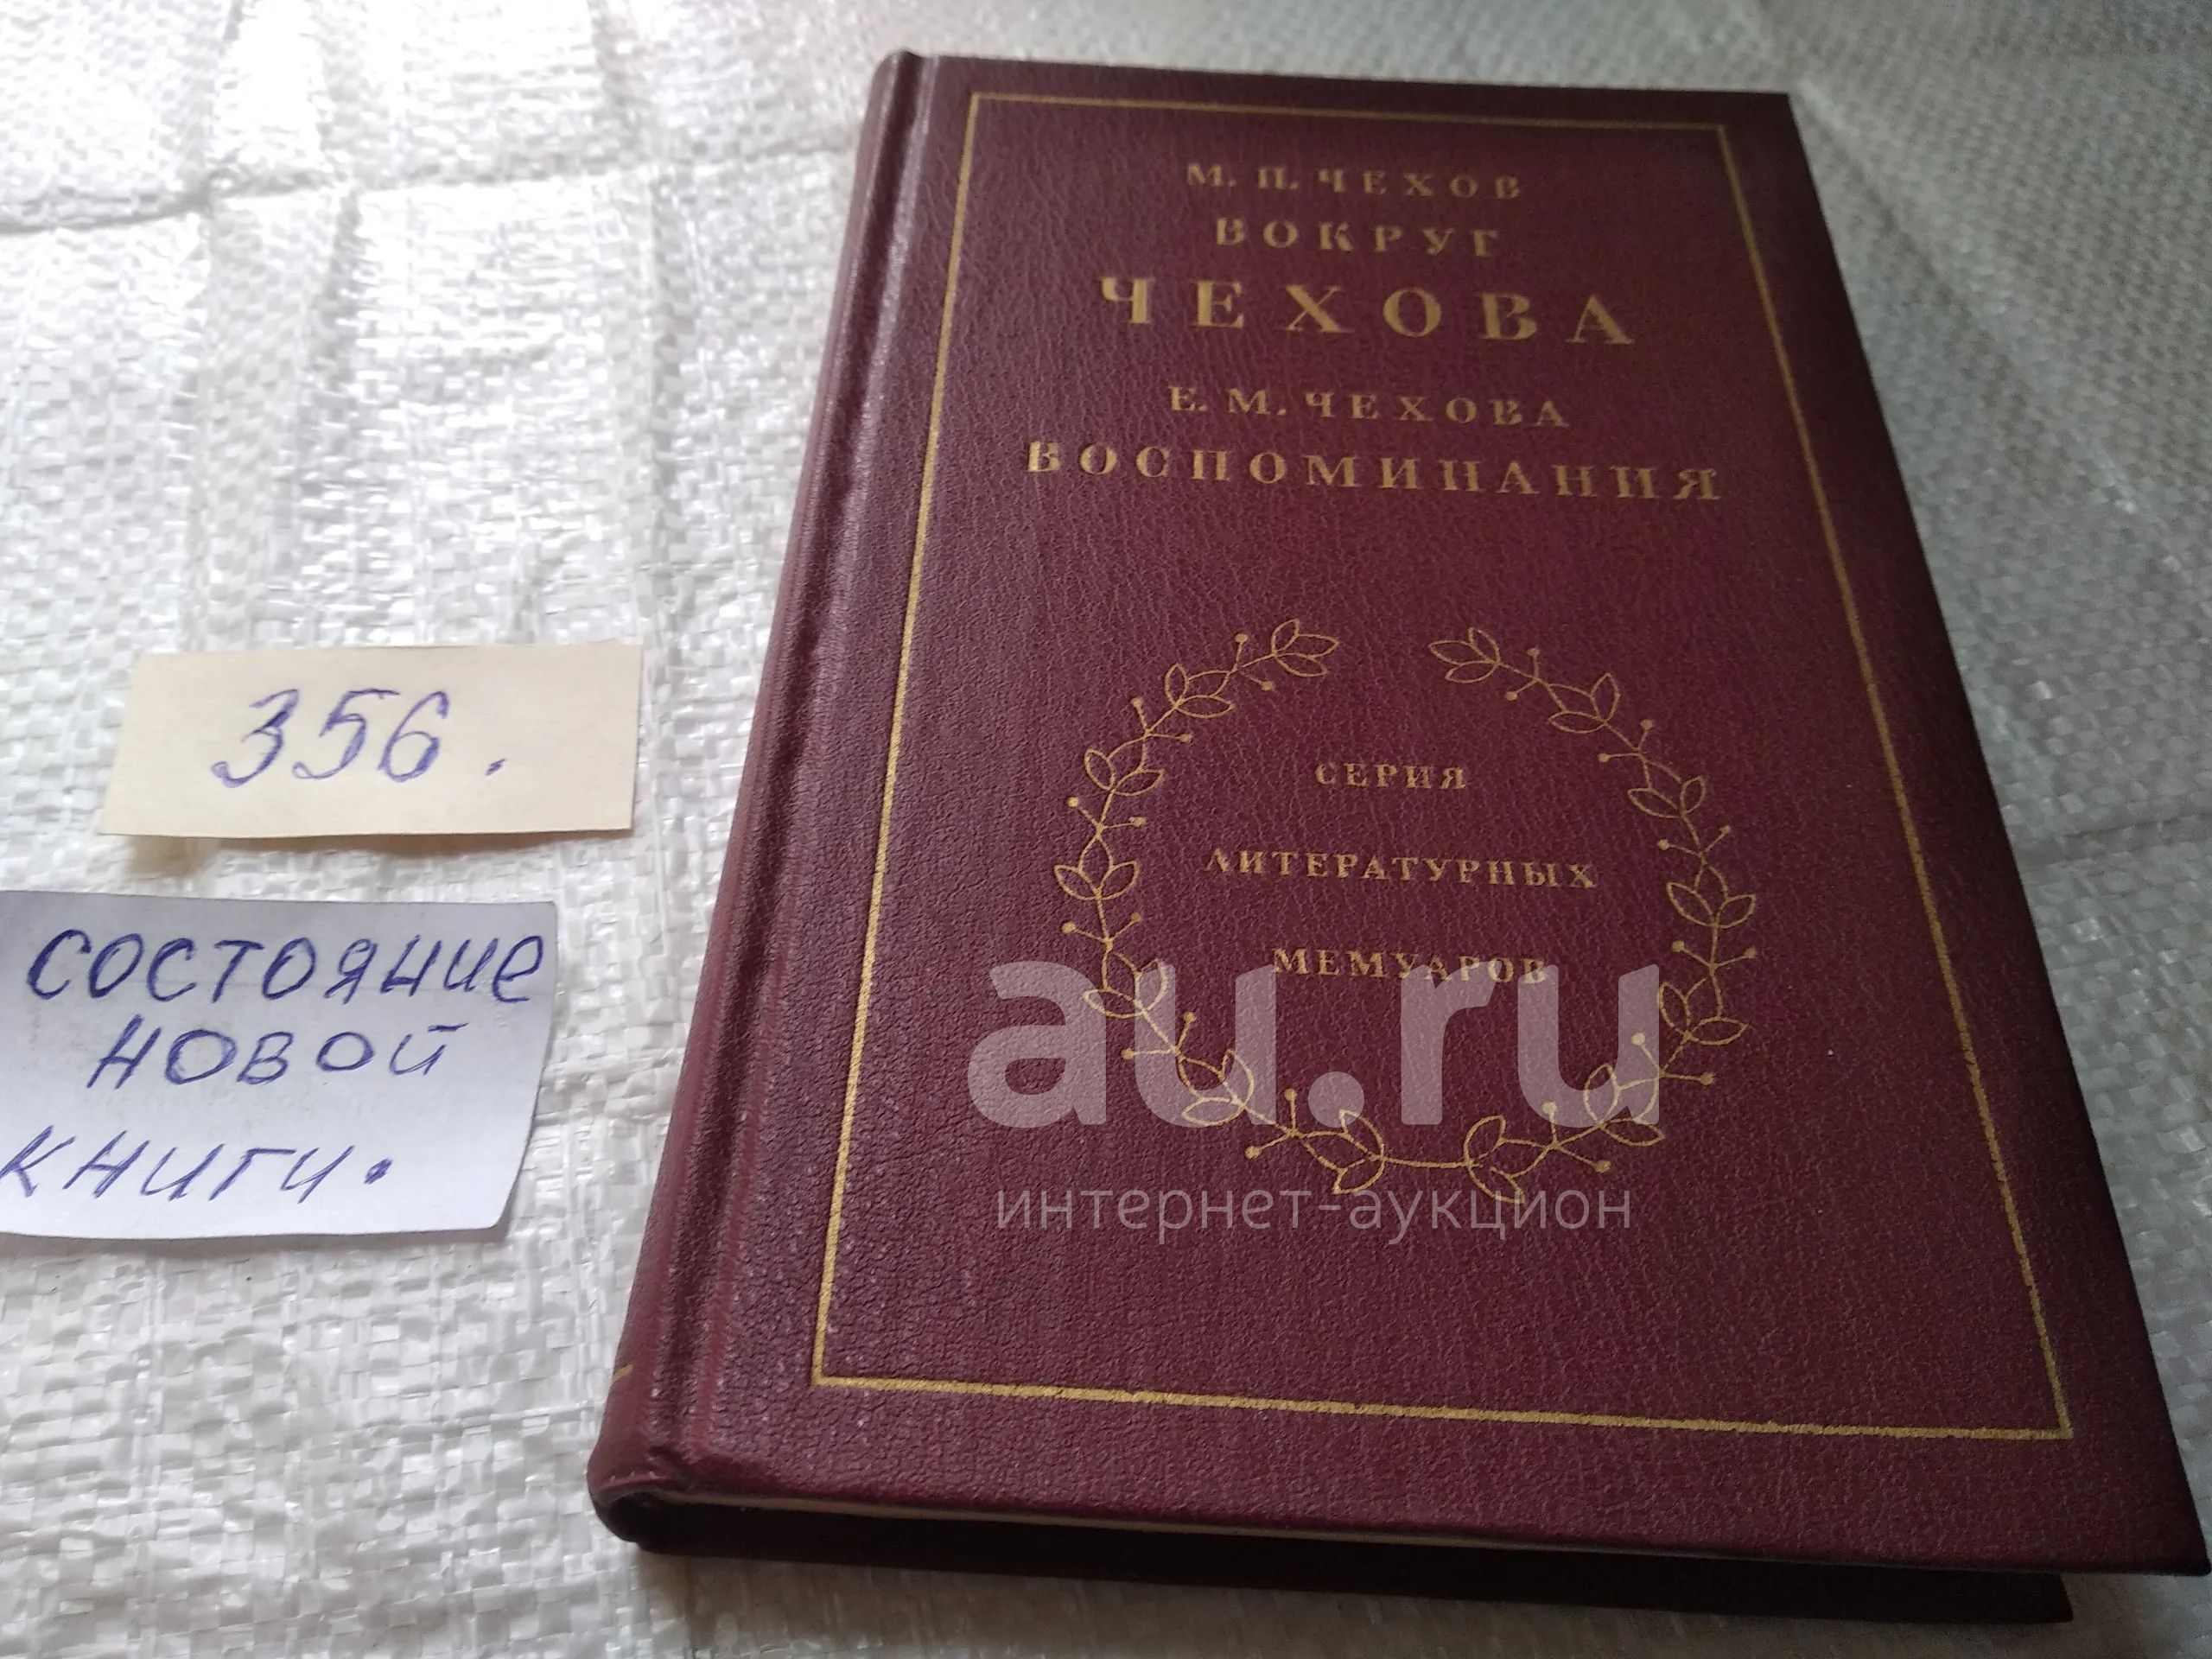 М. П. ЧЕХОВ
ВОКРУГ
ЧЕХОВА
Е. М. ЧЕХОВА
ВОСПОМИНАНИЯ
СЕРИЯ
ЛИТЕРАТУРНЫХ
МЕМУАРОВ
au.ru
интернет-аукцион
356.
состояние
новой
книги.